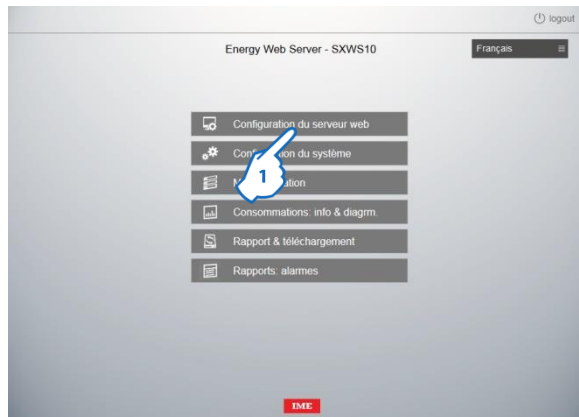 logout
Energy Web Server - SXWS10
Français
Configuration du serveur web
du système
1
Consommations: info & diagrm.
Rapport & téléchargement
Rapports: alarmes
IME